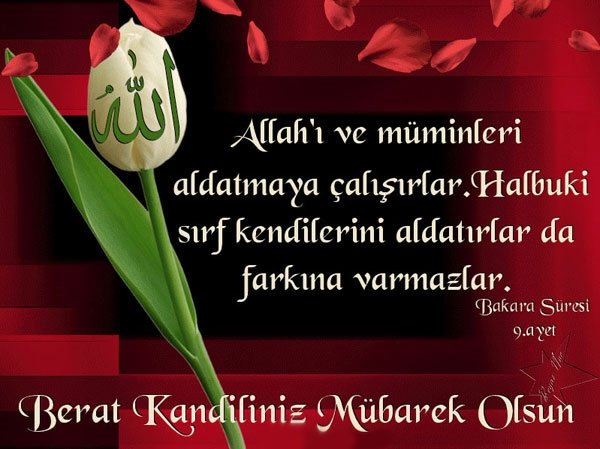 الله
Allah'ı ve müminleri
aldatmaya çalışırlar.Halbuki
sırf kendilerini aldatırlar da
farkına varmazlar.
Bakara Süresi
9.ayet
Berat Kandiliniz Mübarek Olsun